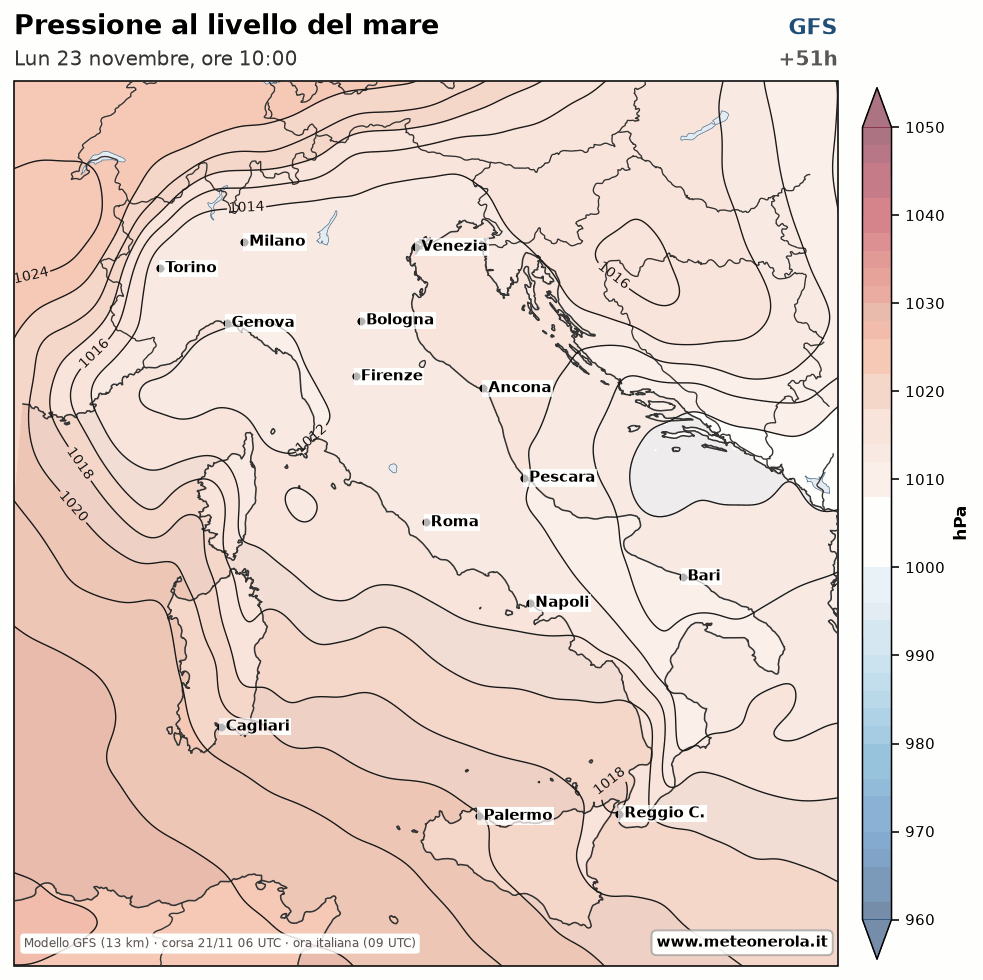 Pressione al livello del mare
GFS
Lun 23 novembre, ore 10:00
+51h
1014
Milano
Venezia
Torino
1024
1016
Genova
Bologna
1016
Firenze
Ancona
1012
1018
Pescara
1020
Roma
Bari
Napoli
Cagliari
1018
Palermo
Reggio C.
Modello GFS (13 km) · corsa 21/11 06 UTC · ora italiana (09 UTC)
www.meteonerola.it
1050
1040
1030
1020
1010
1000
990
980
970
960
hPa